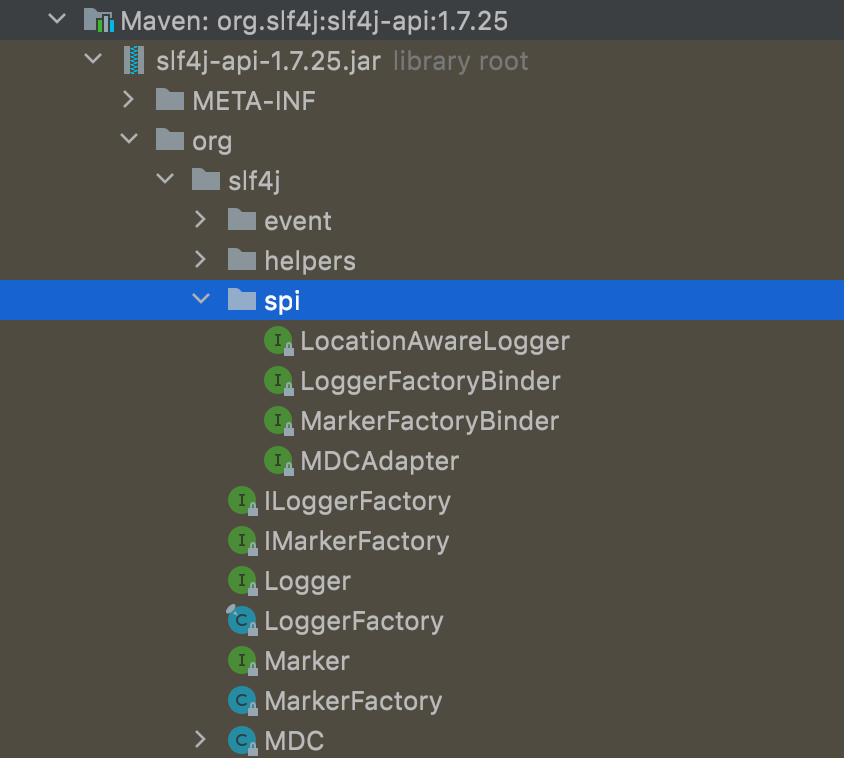 Maven: org.slf4j:slf4j-api:1.7.25
slf4j-api-1.7.25.jar library root
META-INF
org
slf4j
event
helpers
spi
I LocationAwareLogger
I LoggerFactoryBinder
I MarkerFactoryBinder
I MDCAdapter
I ILoggerFactory
I IMarkerFactory
I Logger
C LoggerFactory
I Marker
C MarkerFactory
C MDC